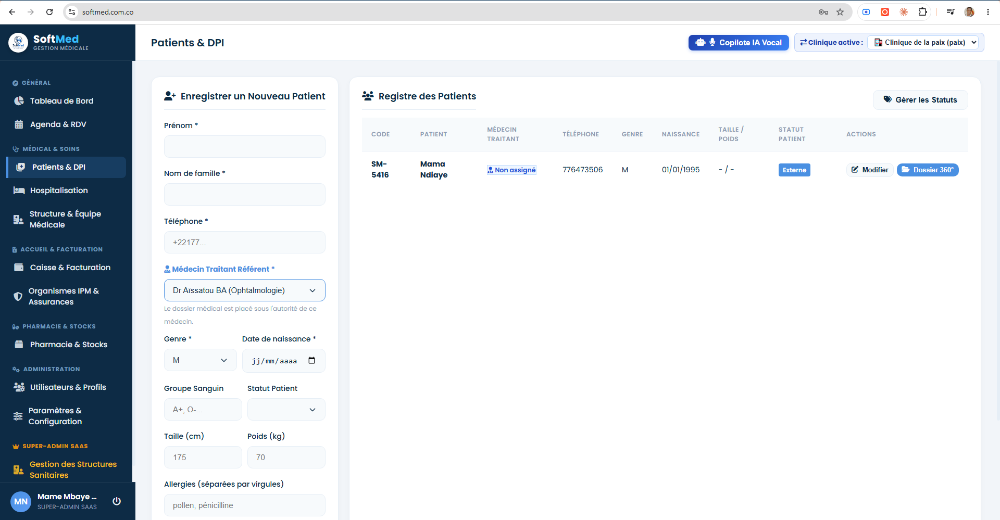 softmed.com.co
SoftMed
GESTION MÉDICALE
Patients & DPI
Copilote IA Vocal
Clinique active :
Clinique de la paix (paix)
GÉNÉRAL
Tableau de Bord
Agenda & RDV
MÉDICAL & SOINS
Patients & DPI
Hospitalisation
Structure & Équipe
Médicale
ACCUEIL & FACTURATION
Caisse & Facturation
Organismes IPM &
Assurances
PHARMACIE & STOCKS
Pharmacie & Stocks
ADMINISTRATION
Utilisateurs & Profils
Paramètres &
Configuration
SUPER-ADMIN SAAS
Gestion des Structures
Sanitaires
MN
Mame Mbaye ...
SUPER-ADMIN SAAS
Enregistrer un Nouveau Patient
Prénom *
Nom de famille *
Téléphone *
+22177...
Médecin Traitant Référent *
Dr Aïssatou BA (Ophtalmologie)
Le dossier médical est placé sous l'autorité de ce
médecin.
Genre *
Date de naissance *
M
jj/mm/aaaa
Groupe Sanguin
Statut Patient
A+, O-...
Taille (cm)
Poids (kg)
175
70
Allergies (séparées par virgules)
pollen, pénicilline
Registre des Patients
Gérer les Statuts
CODE
PATIENT
MÉDECIN
TRAITANT
TÉLÉPHONE
GENRE
NAISSANCE
TAILLE /
POIDS
STATUT
PATIENT
ACTIONS
SM-
5416
Mama
Ndiaye
Non assigné
776473506
M
01/01/1995
- / -
Externe
Modifier
Dossier 360°